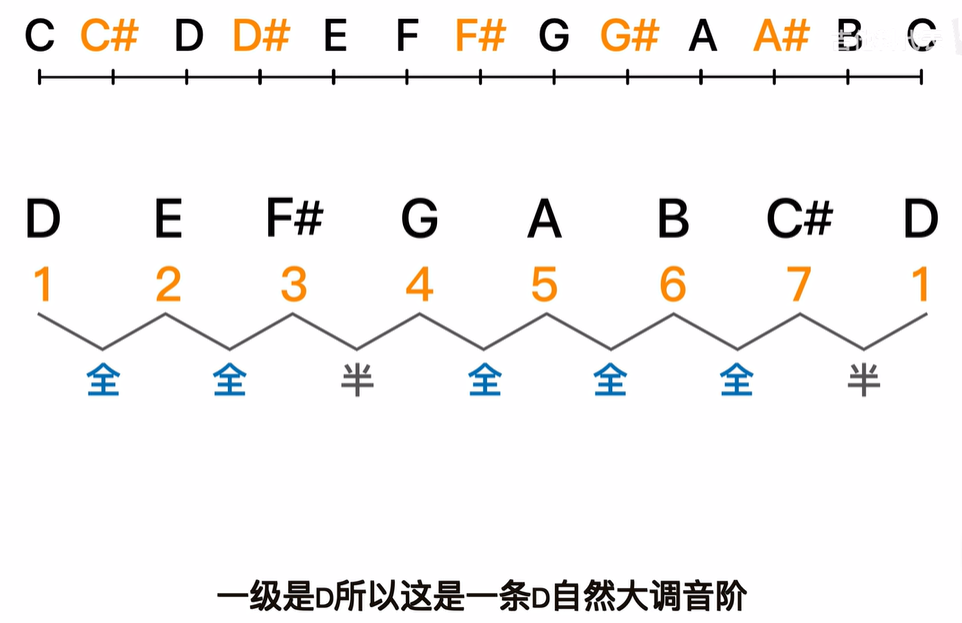 C C# D D# E F F# G G# A A# B C
D E F# G A B C# D
1 2 3 4 5 6 7 1
全 全 半 全 全 全 半
一级是D所以这是一条D自然大调音阶